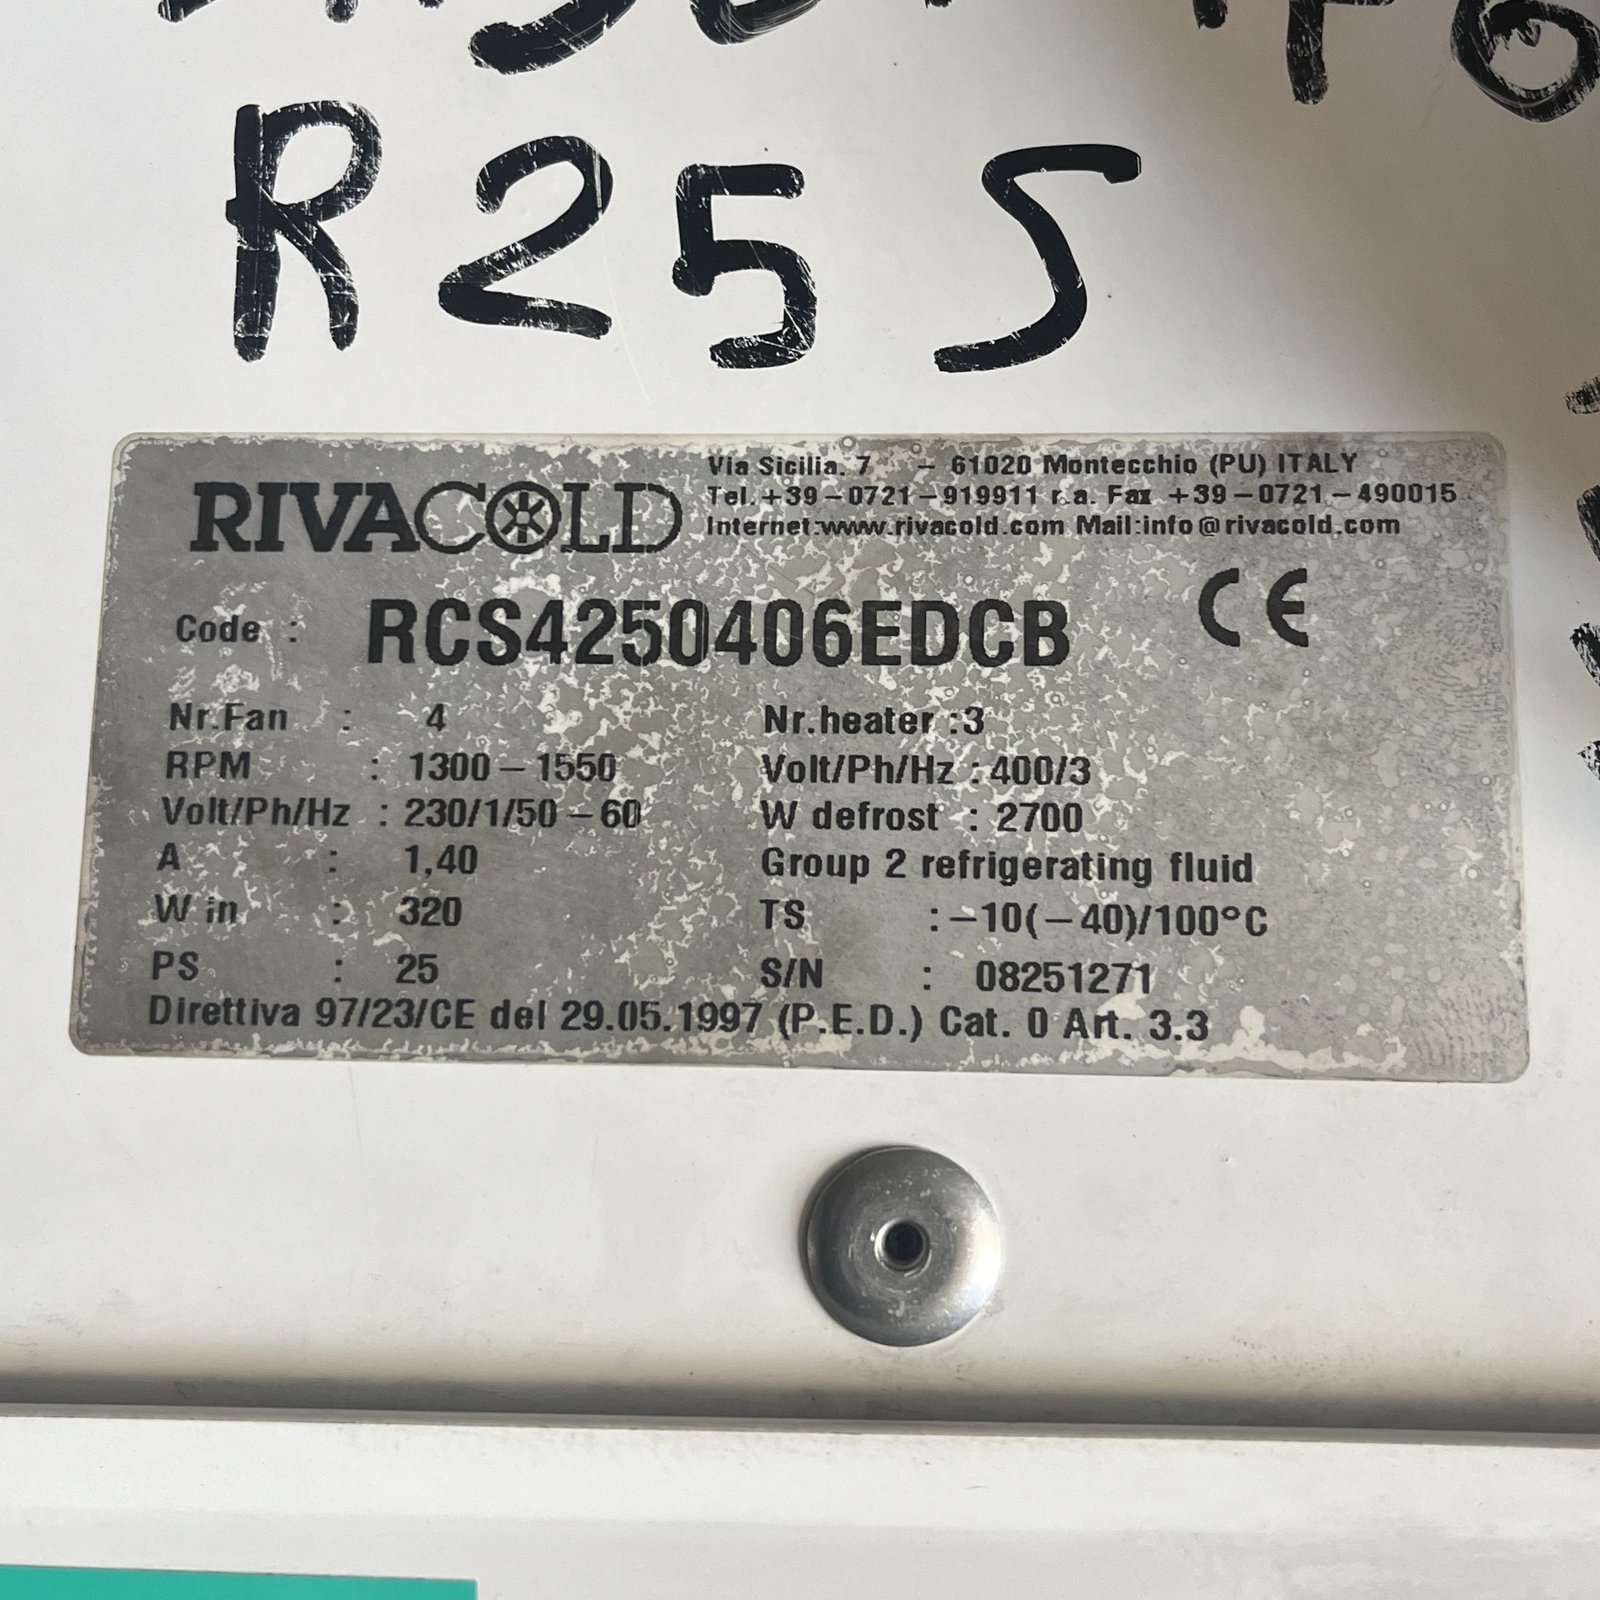 R25 S
RIVACOLD
Via Sicilia. 7 – 61020 Montecchio (PU) ITALY
Tel.+39-0721-919911 r.a. Fax +39-0721-490015
Internet:www.rivacold.com Mail:info@rivacold.com
Code : RCS4250406EDCB CE
Nr.Fan : 4 Nr.heater :3
RPM : 1300-1550 Volt/Ph/Hz : 400/3
Volt/Ph/Hz : 230/1/50-60 W defrost : 2700
A : 1,40 Group 2 refrigerating fluid
W in : 320 TS :-10(-40)/100°C
PS : 25 S/N : 08251271
Direttiva 97/23/CE del 29.05.1997 (P.E.D.) Cat. 0 Art. 3.3